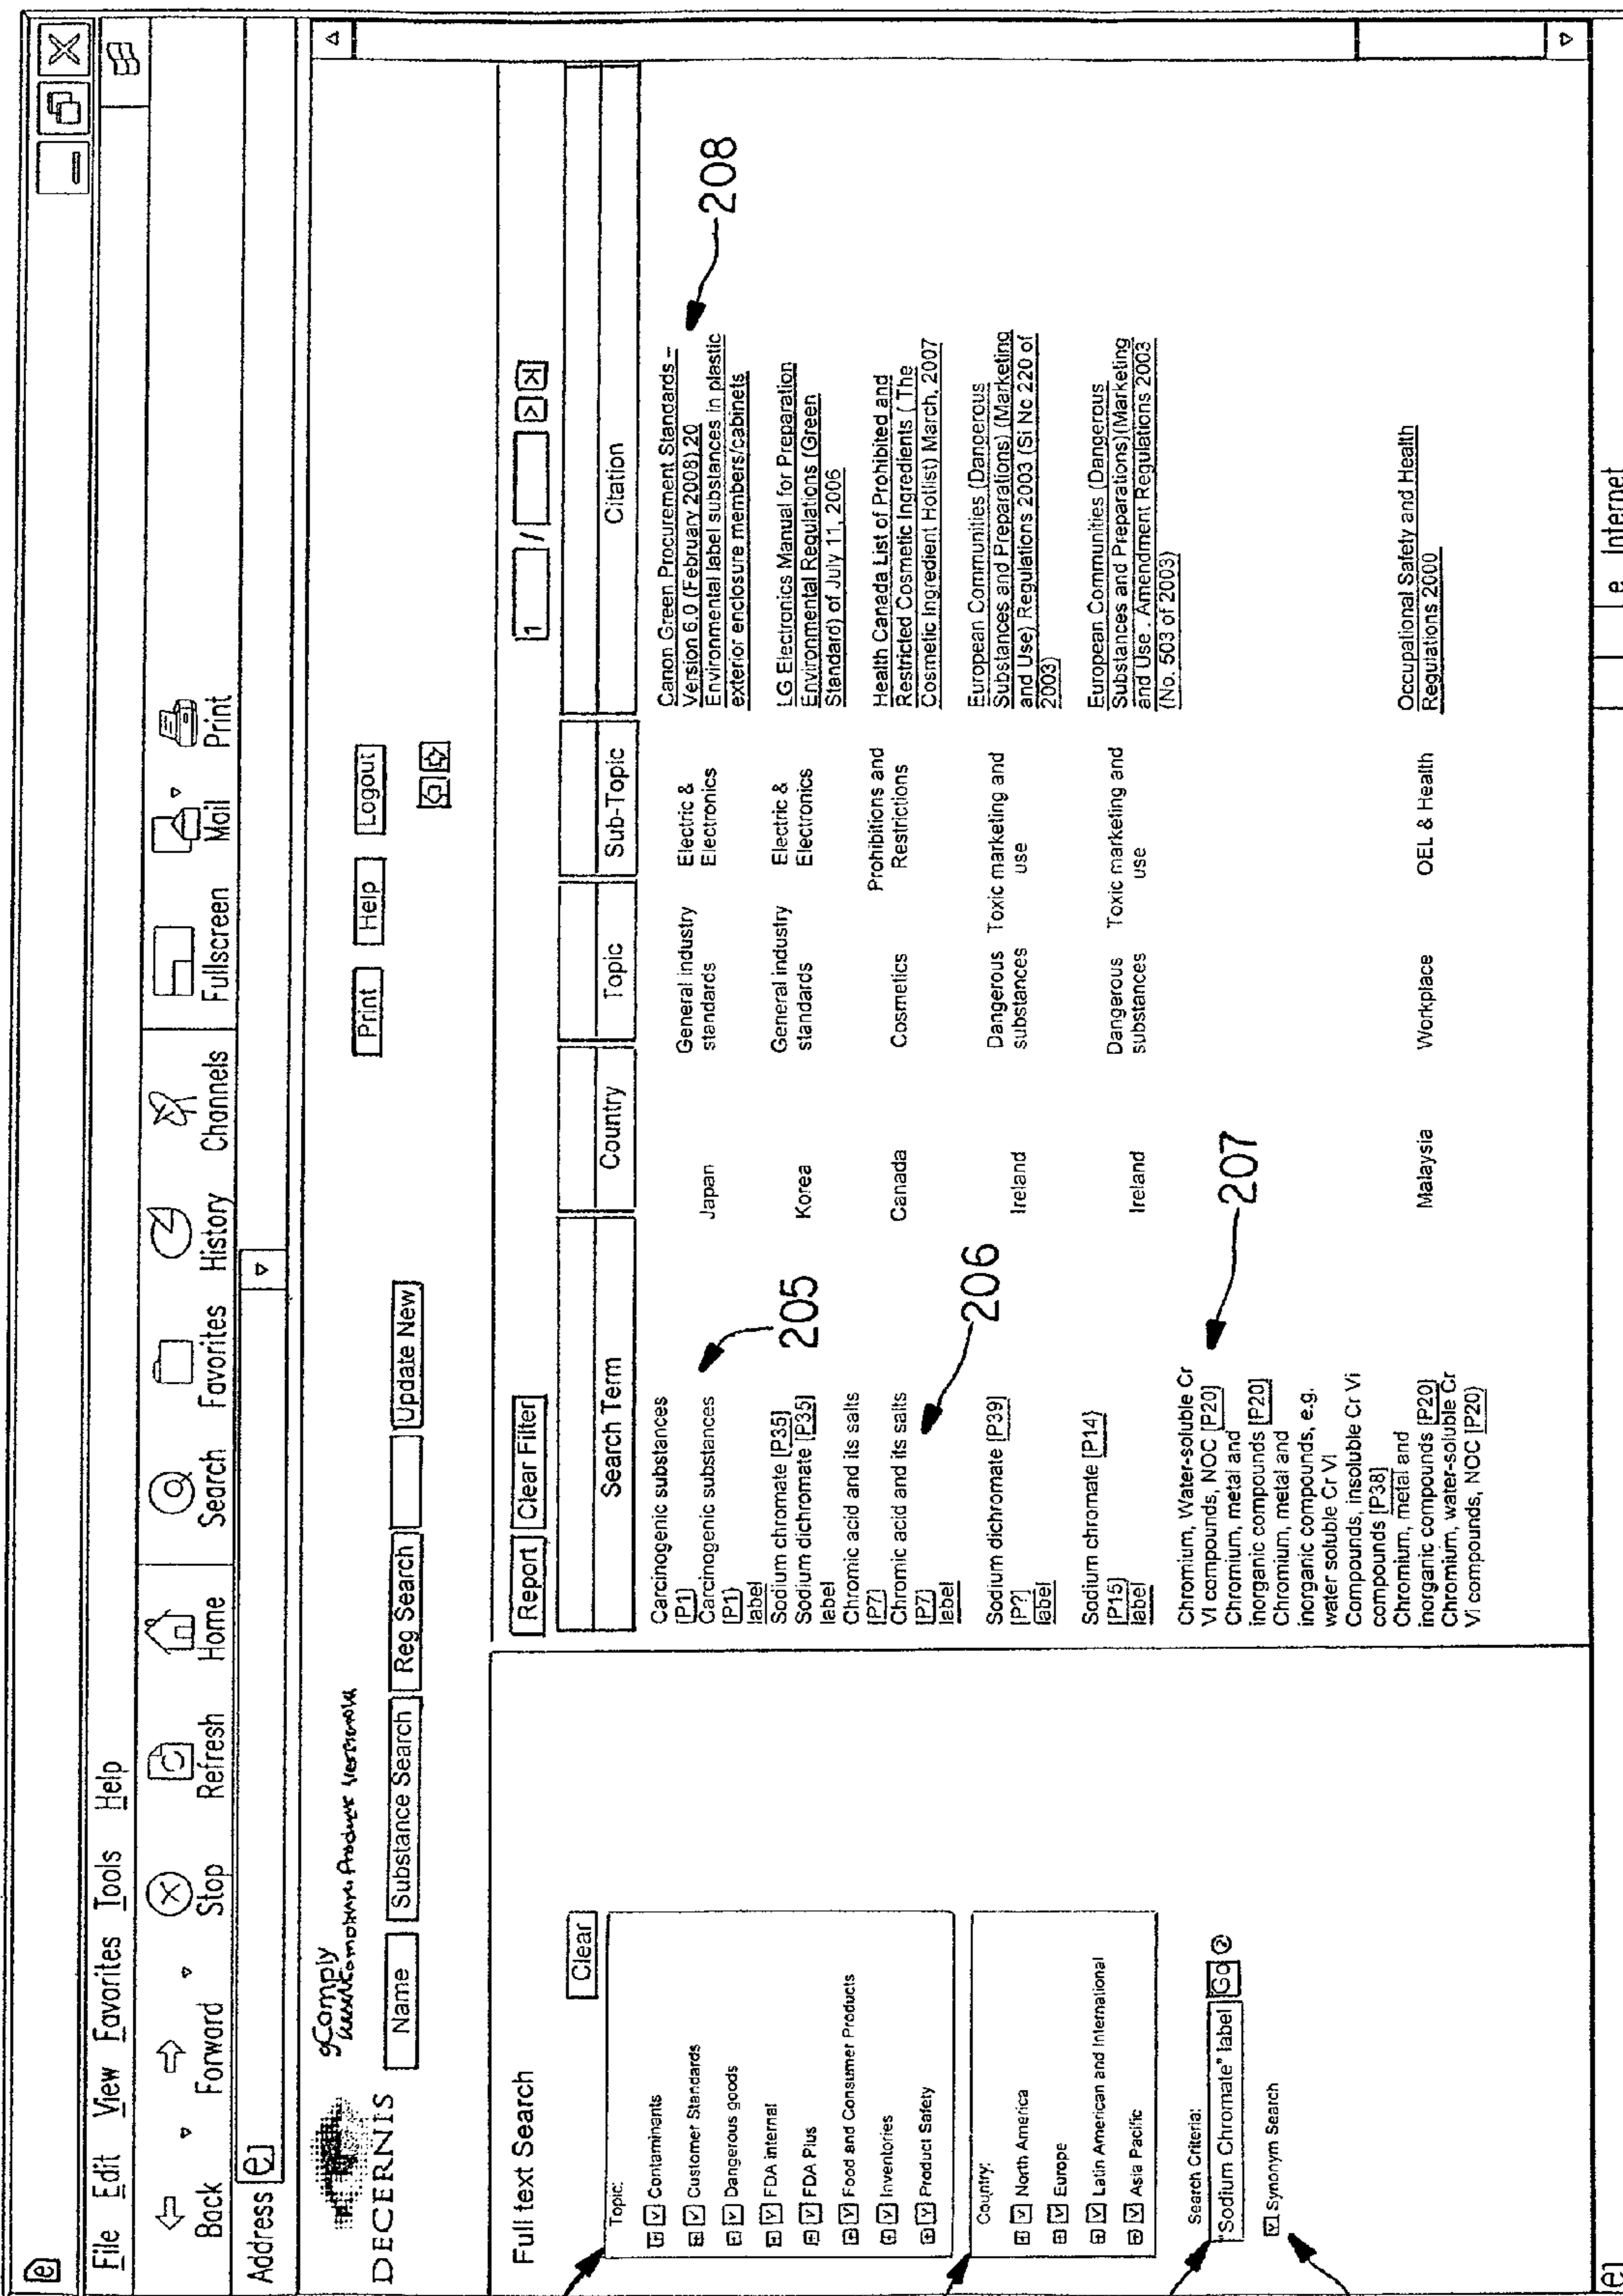 File Edit View Favorites Tools Help
Back Forward Stop Refresh Home Search Favorites History Channels Fullscreen Mail Print
Address
gComply
DECERNIS
Print Help Logout
Name Substance Search Reg Search Update New
Full text Search
Clear
Topic:
Contaminants
Customer Standards
Dangerous goods
FDA internal
FDA Plus
Food and Consumer Products
Inventories
Product Safety
Country:
North America
Europe
Latin American and International
Asia Pacific
Search Criteria:
"Sodium Chromate" label Go ?
Synonym Search
Report Clear Filter
1 /
Search Term Country Topic Sub-Topic Citation
Carcinogenic substances
[P1]
Carcinogenic substances
[P1]
label
Japan
General industry
standards
Electric &
Electronics
Canon Green Procurement Standards –
Version 6.0 (February 2008) 20
Environmental label substances in plastic
exterior enclosure members/cabinets
208
205
Sodium chromate [P35]
Sodium dichromate [P35]
label
Korea
General industry
standards
Electric &
Electronics
LG Electronics Manual for Preparation
Environmental Regulations (Green
Standard) of July 11, 2006
Chromic acid and its salts
[P7]
Chromic acid and its salts
[P7]
label
206
Canada
Cosmetics
Prohibitions and
Restrictions
Health Canada List of Prohibited and
Restricted Cosmetic Ingredients ( The
Cosmetic Ingredient Hotlist) March, 2007
Sodium dichromate [P39]
[P?]
label
Ireland
Dangerous
substances
Toxic marketing and
use
European Communities (Dangerous
Substances and Preparations) (Marketing
and Use) Regulations 2003 (Si No 220 of
2003)
Sodium chromate [P14}
[P15]
label
Ireland
Dangerous
substances
Toxic marketing and
use
European Communities (Dangerous
Substances and Preparations)(Marketing
and Use . Amendment Regulations 2003
(No. 503 of 2003)
Chromium, Water-soluble Cr
VI compounds, NOC [P20]
Chromium, metal and
inorganic compounds [P20]
Chromium, metal and
inorganic compounds, e.g.
water soluble Cr VI
Compounds, insoluble Cr Vi
compounds [P38]
Chromium, metal and
inorganic compounds [P20]
Chromium, water-soluble Cr
Vi compounds, NOC [P20}
207
Malaysia
Workplace
OEL & Health
Occupational Safety and Health
Regulations 2000
e Internet